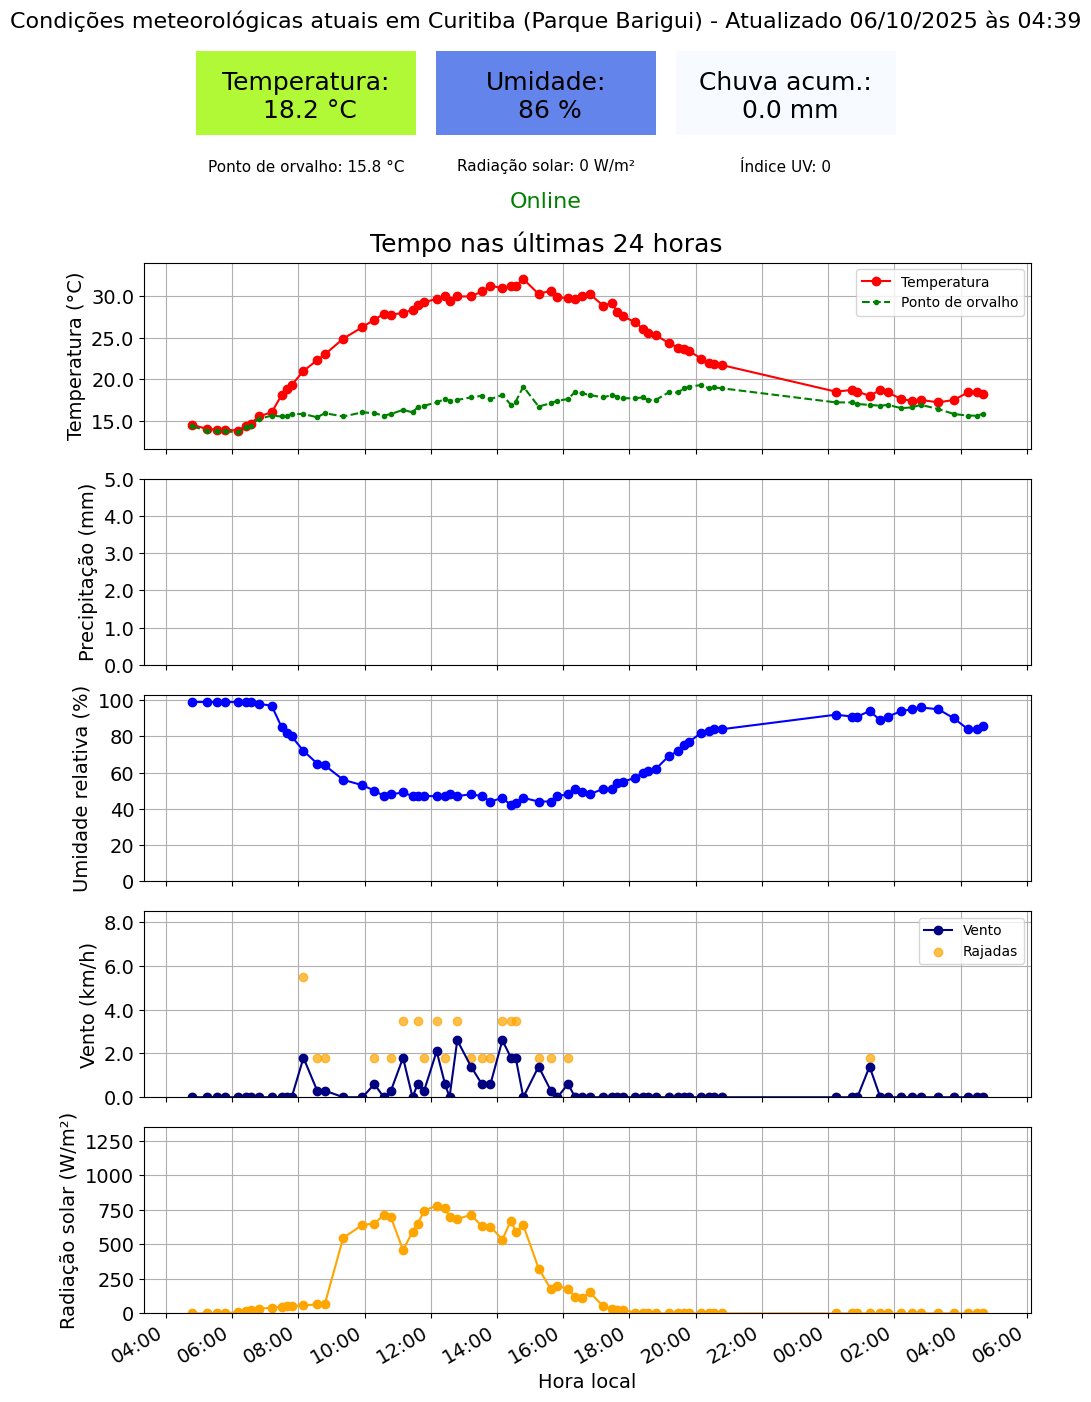 Condições meteorológicas atuais em Curitiba (Parque Barigui) - Atualizado 06/10/2025 às 04:39
Temperatura:
18.2 °C
Umidade:
86 %
Chuva acum.:
0.0 mm
Ponto de orvalho: 15.8 °C
Radiação solar: 0 W/m²
Índice UV: 0
Online
Tempo nas últimas 24 horas
Temperatura (°C)
30.0
25.0
20.0
15.0
Temperatura
Ponto de orvalho
Precipitação (mm)
5.0
4.0
3.0
2.0
1.0
0.0
Umidade relativa (%)
100
80
60
40
20
0
Vento (km/h)
8.0
6.0
4.0
2.0
0.0
Vento
Rajadas
Radiação solar (W/m²)
1250
1000
750
500
250
0
04:00 06:00 08:00 10:00 12:00 14:00 16:00 18:00 20:00 22:00 00:00 02:00 04:00 06:00
Hora local